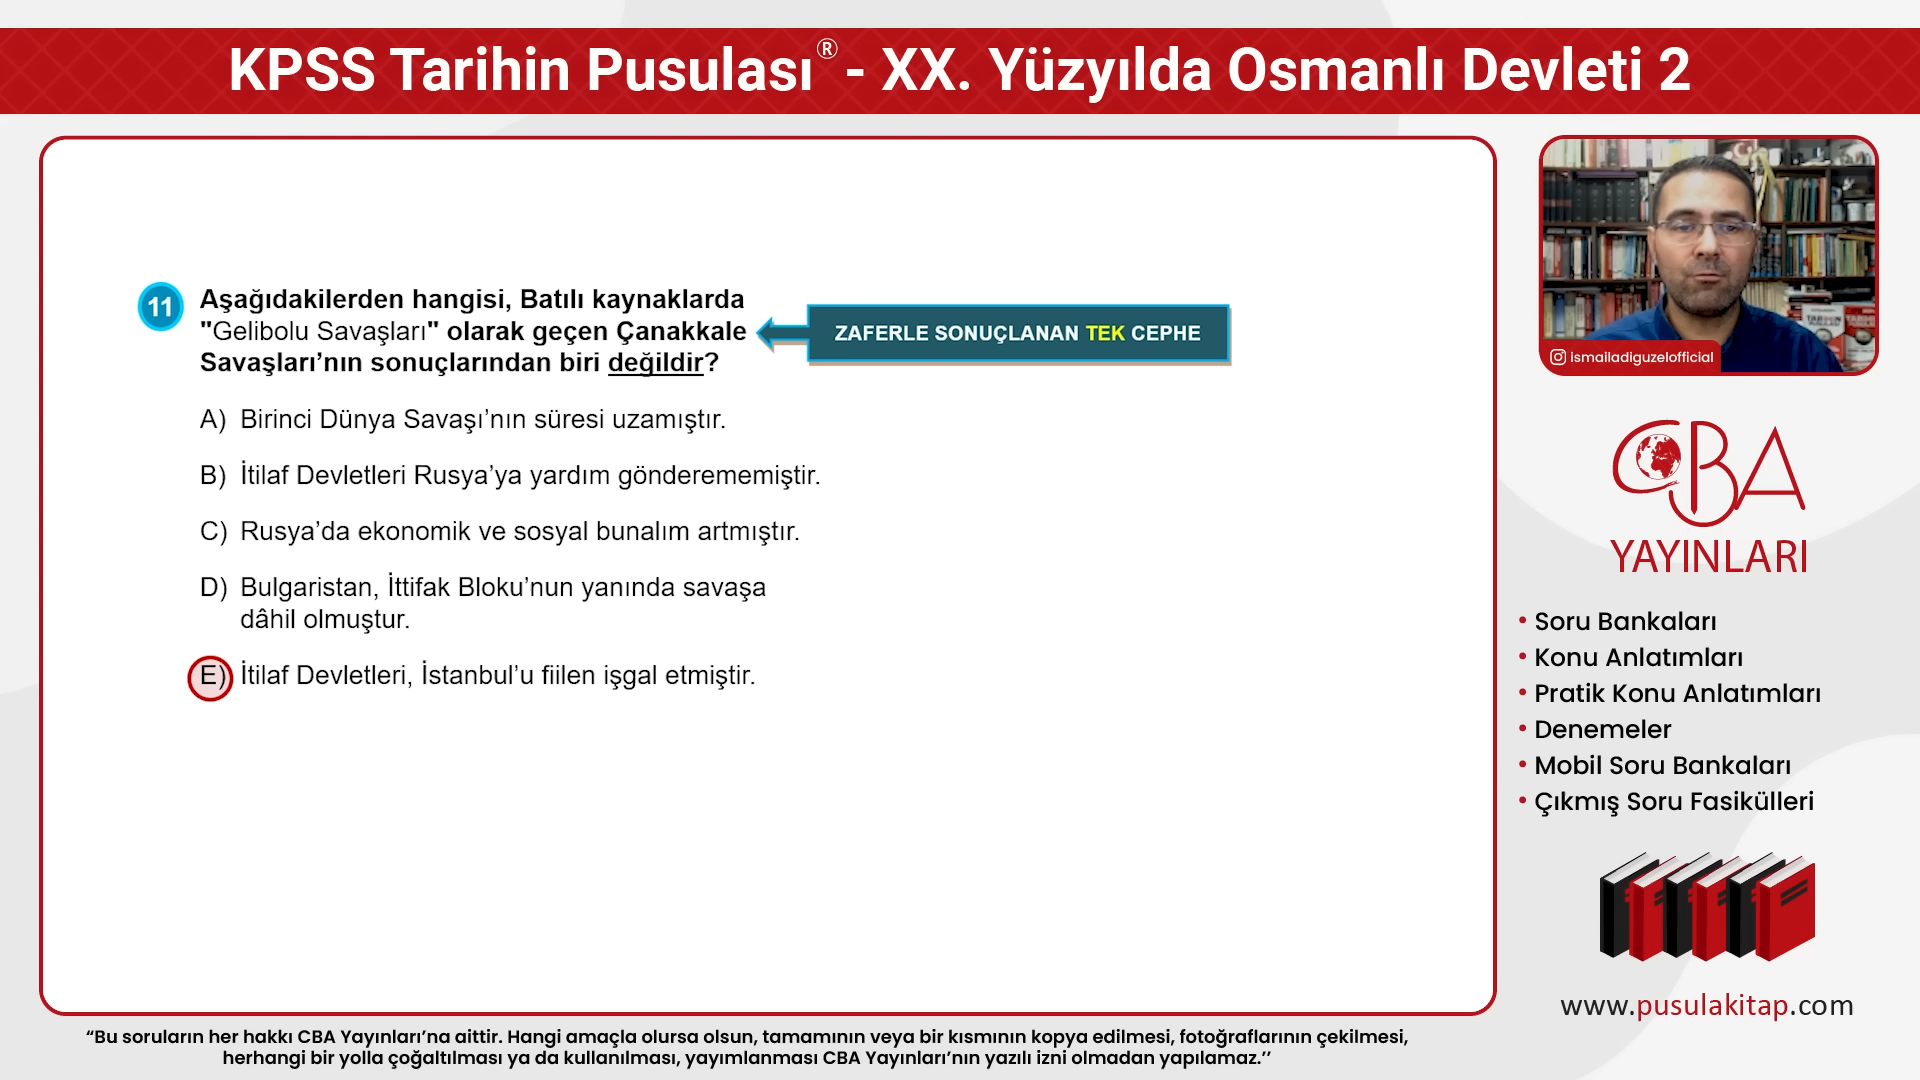 KPSS Tarihin Pusulası® - XX. Yüzyılda Osmanlı Devleti 2
11
Aşağıdakilerden hangisi, Batılı kaynaklarda
"Gelibolu Savaşları" olarak geçen Çanakkale
Savaşları’nın sonuçlarından biri değildir?
ZAFERLE SONUÇLANAN TEK CEPHE
A) Birinci Dünya Savaşı’nın süresi uzamıştır.
B) İtilaf Devletleri Rusya’ya yardım gönderememiştir.
C) Rusya’da ekonomik ve sosyal bunalım artmıştır.
D) Bulgaristan, İttifak Bloku’nun yanında savaşa
dâhil olmuştur.
E) İtilaf Devletleri, İstanbul’u fiilen işgal etmiştir.
ismailadiguzelofficial
CBA
YAYINLARI
• Soru Bankaları
• Konu Anlatımları
• Pratik Konu Anlatımları
• Denemeler
• Mobil Soru Bankaları
• Çıkmış Soru Fasikülleri
www.pusulakitap.com
“Bu soruların her hakkı CBA Yayınları’na aittir. Hangi amaçla olursa olsun, tamamının veya bir kısmının kopya edilmesi, fotoğraflarının çekilmesi,
herhangi bir yolla çoğaltılması ya da kullanılması, yayımlanması CBA Yayınları’nın yazılı izni olmadan yapılamaz.’’